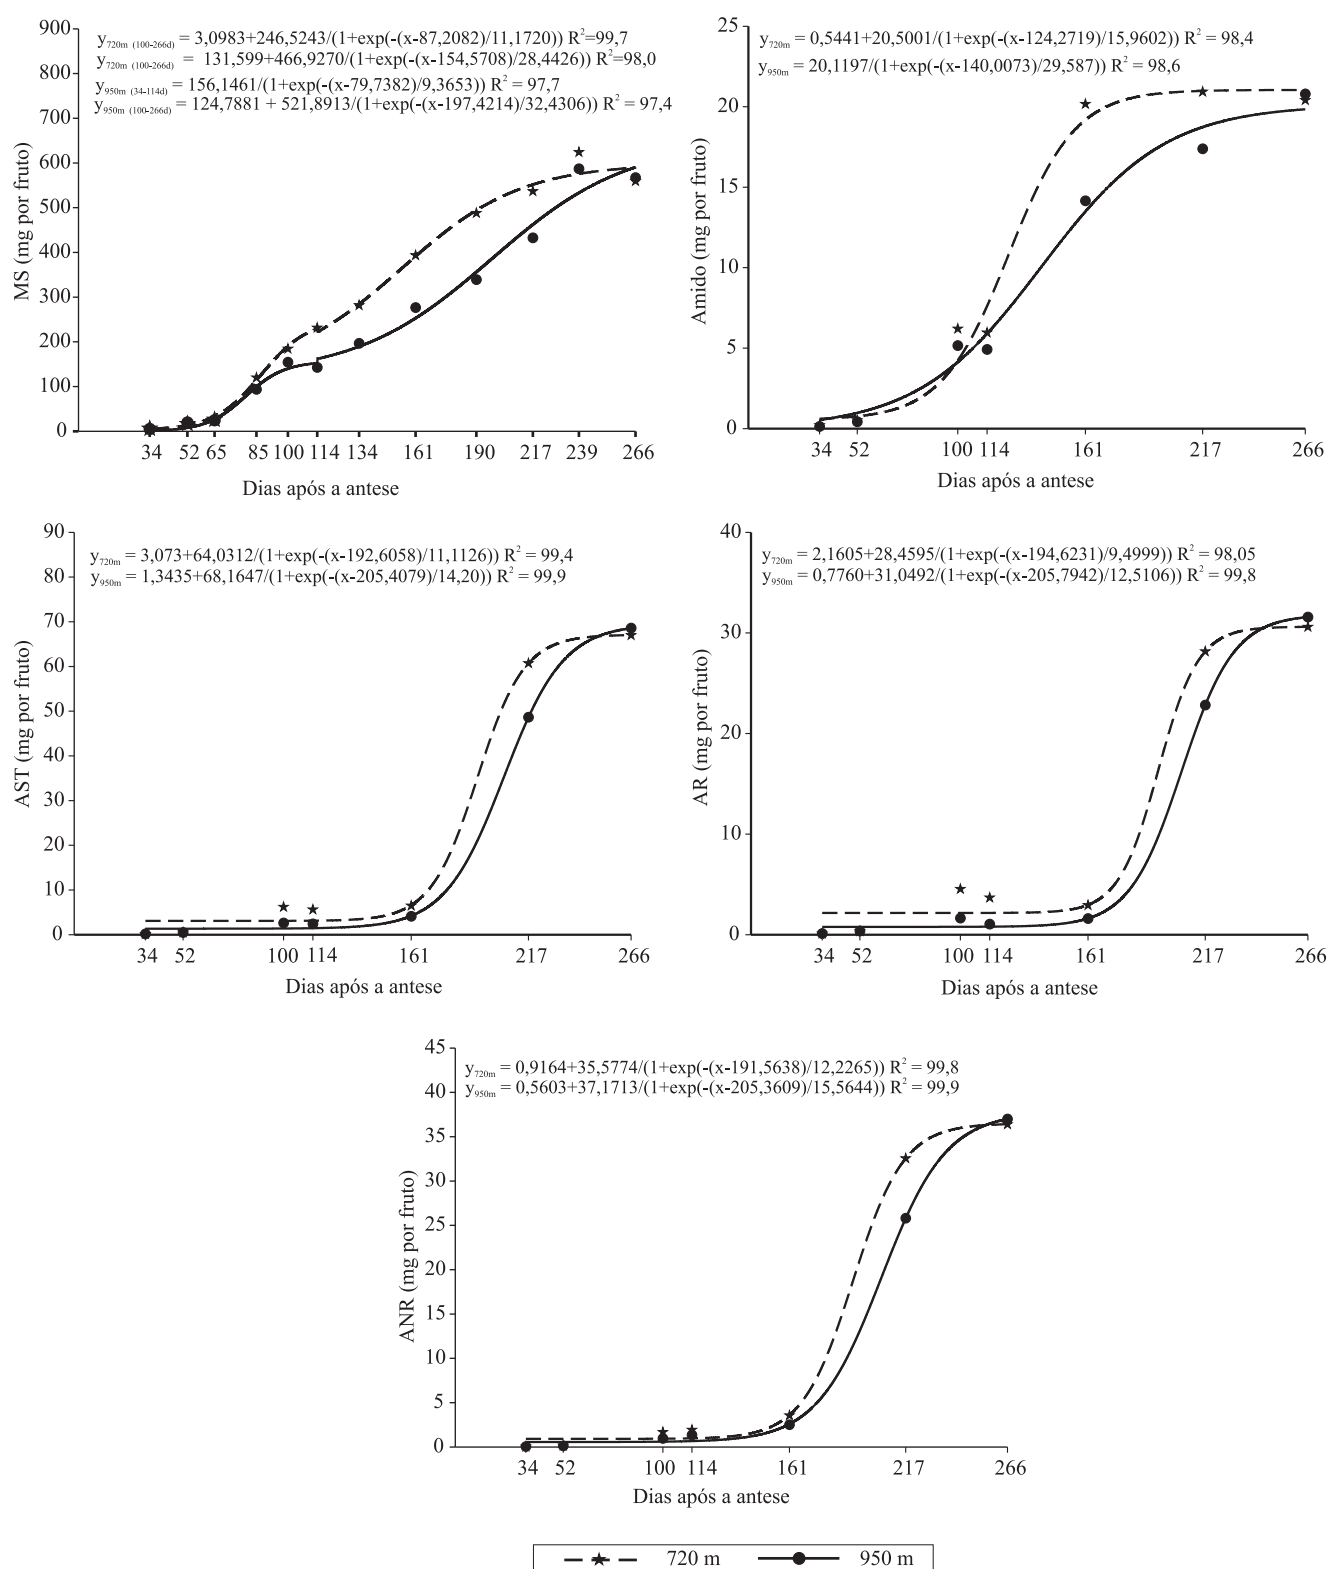 y720m (100-266d) = 3,0983+246,5243/(1+exp(-(x-87,2082)/11,1720)) R²=99,7
y720m (100-266d) = 131,599+466,9270/(1+exp(-(x-154,5708)/28,4426)) R²=98,0
y950m (34-114d) = 156,1461/(1+exp(-(x-79,7382)/9,3653)) R² = 97,7
y950m (100-266d) = 124,7881 + 521,8913/(1+exp(-(x-197,4214)/32,4306)) R² = 97,4
MS (mg por fruto)
900
800
700
600
500
400
300
200
100
0
34 52 65 85 100 114 134 161 190 217 239 266
Dias após a antese
y720m = 0,5441+20,5001/(1+exp(-(x-124,2719)/15,9602)) R² = 98,4
y950m = 20,1197/(1+exp(-(x-140,0073)/29,587)) R² = 98,6
Amido (mg por fruto)
25
20
15
10
5
0
34 52 100 114 161 217 266
Dias após a antese
y720m = 3,073+64,0312/(1+exp(-(x-192,6058)/11,1126)) R² = 99,4
y950m = 1,3435+68,1647/(1+exp(-(x-205,4079)/14,20)) R² = 99,9
AST (mg por fruto)
90
80
70
60
50
40
30
20
10
0
34 52 100 114 161 217 266
Dias após a antese
y720m = 2,1605+28,4595/(1+exp(-(x-194,6231)/9,4999)) R² = 98,05
y950m = 0,7760+31,0492/(1+exp(-(x-205,7942)/12,5106)) R² = 99,8
AR (mg por fruto)
40
30
20
10
0
34 52 100 114 161 217 266
Dias após a antese
y720m = 0,9164+35,5774/(1+exp(-(x-191,5638)/12,2265)) R² = 99,8
y950m = 0,5603+37,1713/(1+exp(-(x-205,3609)/15,5644)) R² = 99,9
ANR (mg por fruto)
45
40
35
30
25
20
15
10
5
0
34 52 100 114 161 217 266
Dias após a antese
720 m 950 m